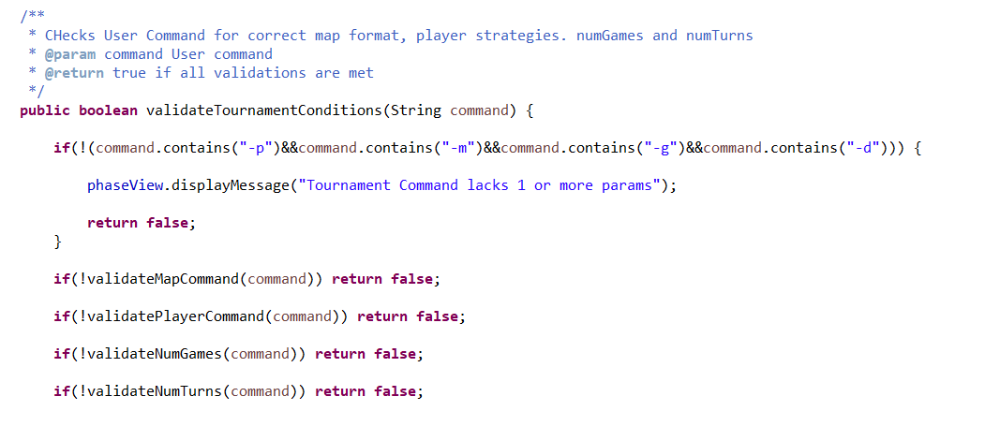 /**
 * CHecks User Command for correct map format, player strategies. numGames and numTurns
 * @param command User command
 * @return true if all validations are met
 */
public boolean validateTournamentConditions(String command) {
if(!(command.contains("-p")&&command.contains("-m")&&command.contains("-g")&&command.contains("-d"))) {
phaseView.displayMessage("Tournament Command lacks 1 or more params");
return false;
}
if(!validateMapCommand(command)) return false;
if(!validatePlayerCommand(command)) return false;
if(!validateNumGames(command)) return false;
if(!validateNumTurns(command)) return false;